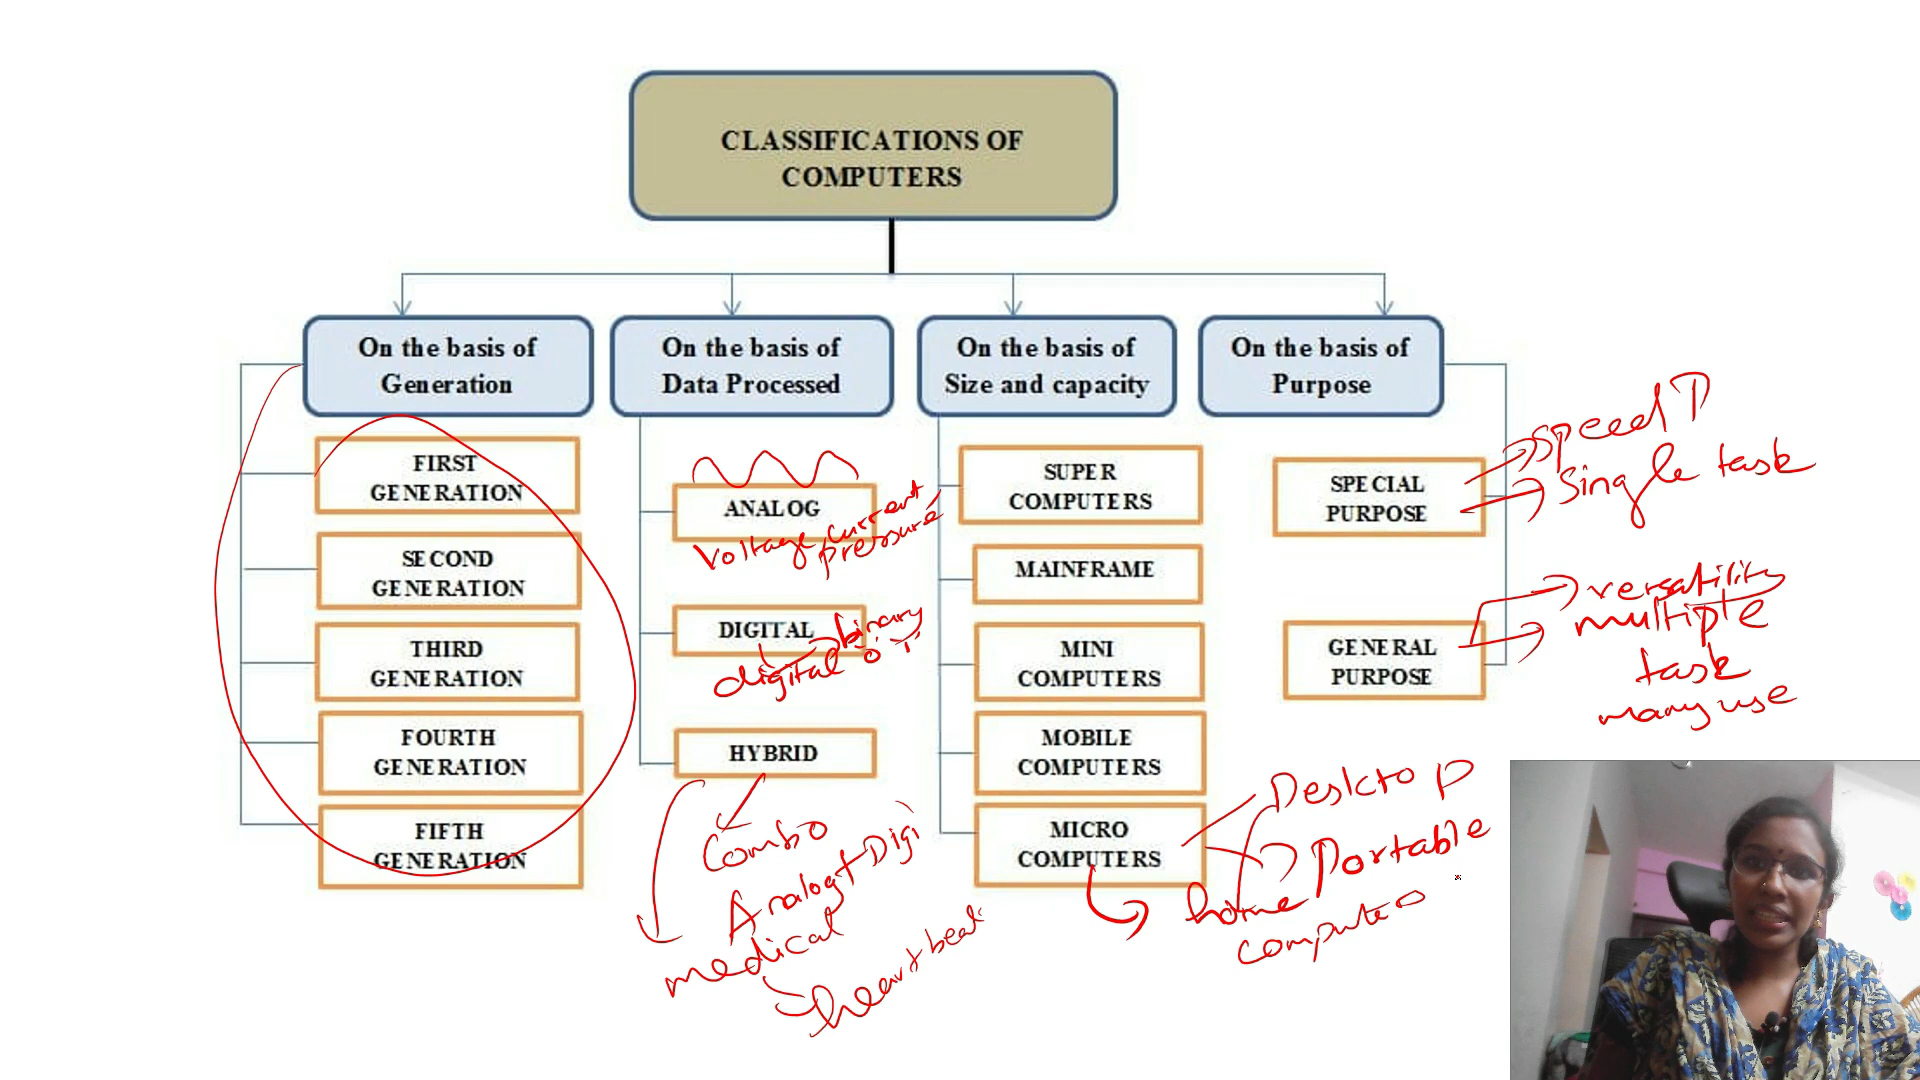 CLASSIFICATIONS OF
COMPUTERS
On the basis of
Generation
FIRST
GENERATION
SECOND
GENERATION
THIRD
GENERATION
FOURTH
GENERATION
FIFTH
GENERATION
On the basis of
Data Processed
ANALOG
Voltage, current
pressure
DIGITAL
binary
digital 0 1
HYBRID
Combo
Analog + Digi
medical
heart beat
On the basis of
Size and capacity
SUPER
COMPUTERS
MAINFRAME
MINI
COMPUTERS
MOBILE
COMPUTERS
MICRO
COMPUTERS
Desktop
Portable
home
computer
On the basis of
Purpose
SPECIAL
PURPOSE
speed
single task
GENERAL
PURPOSE
versatility
multiple
task
many use